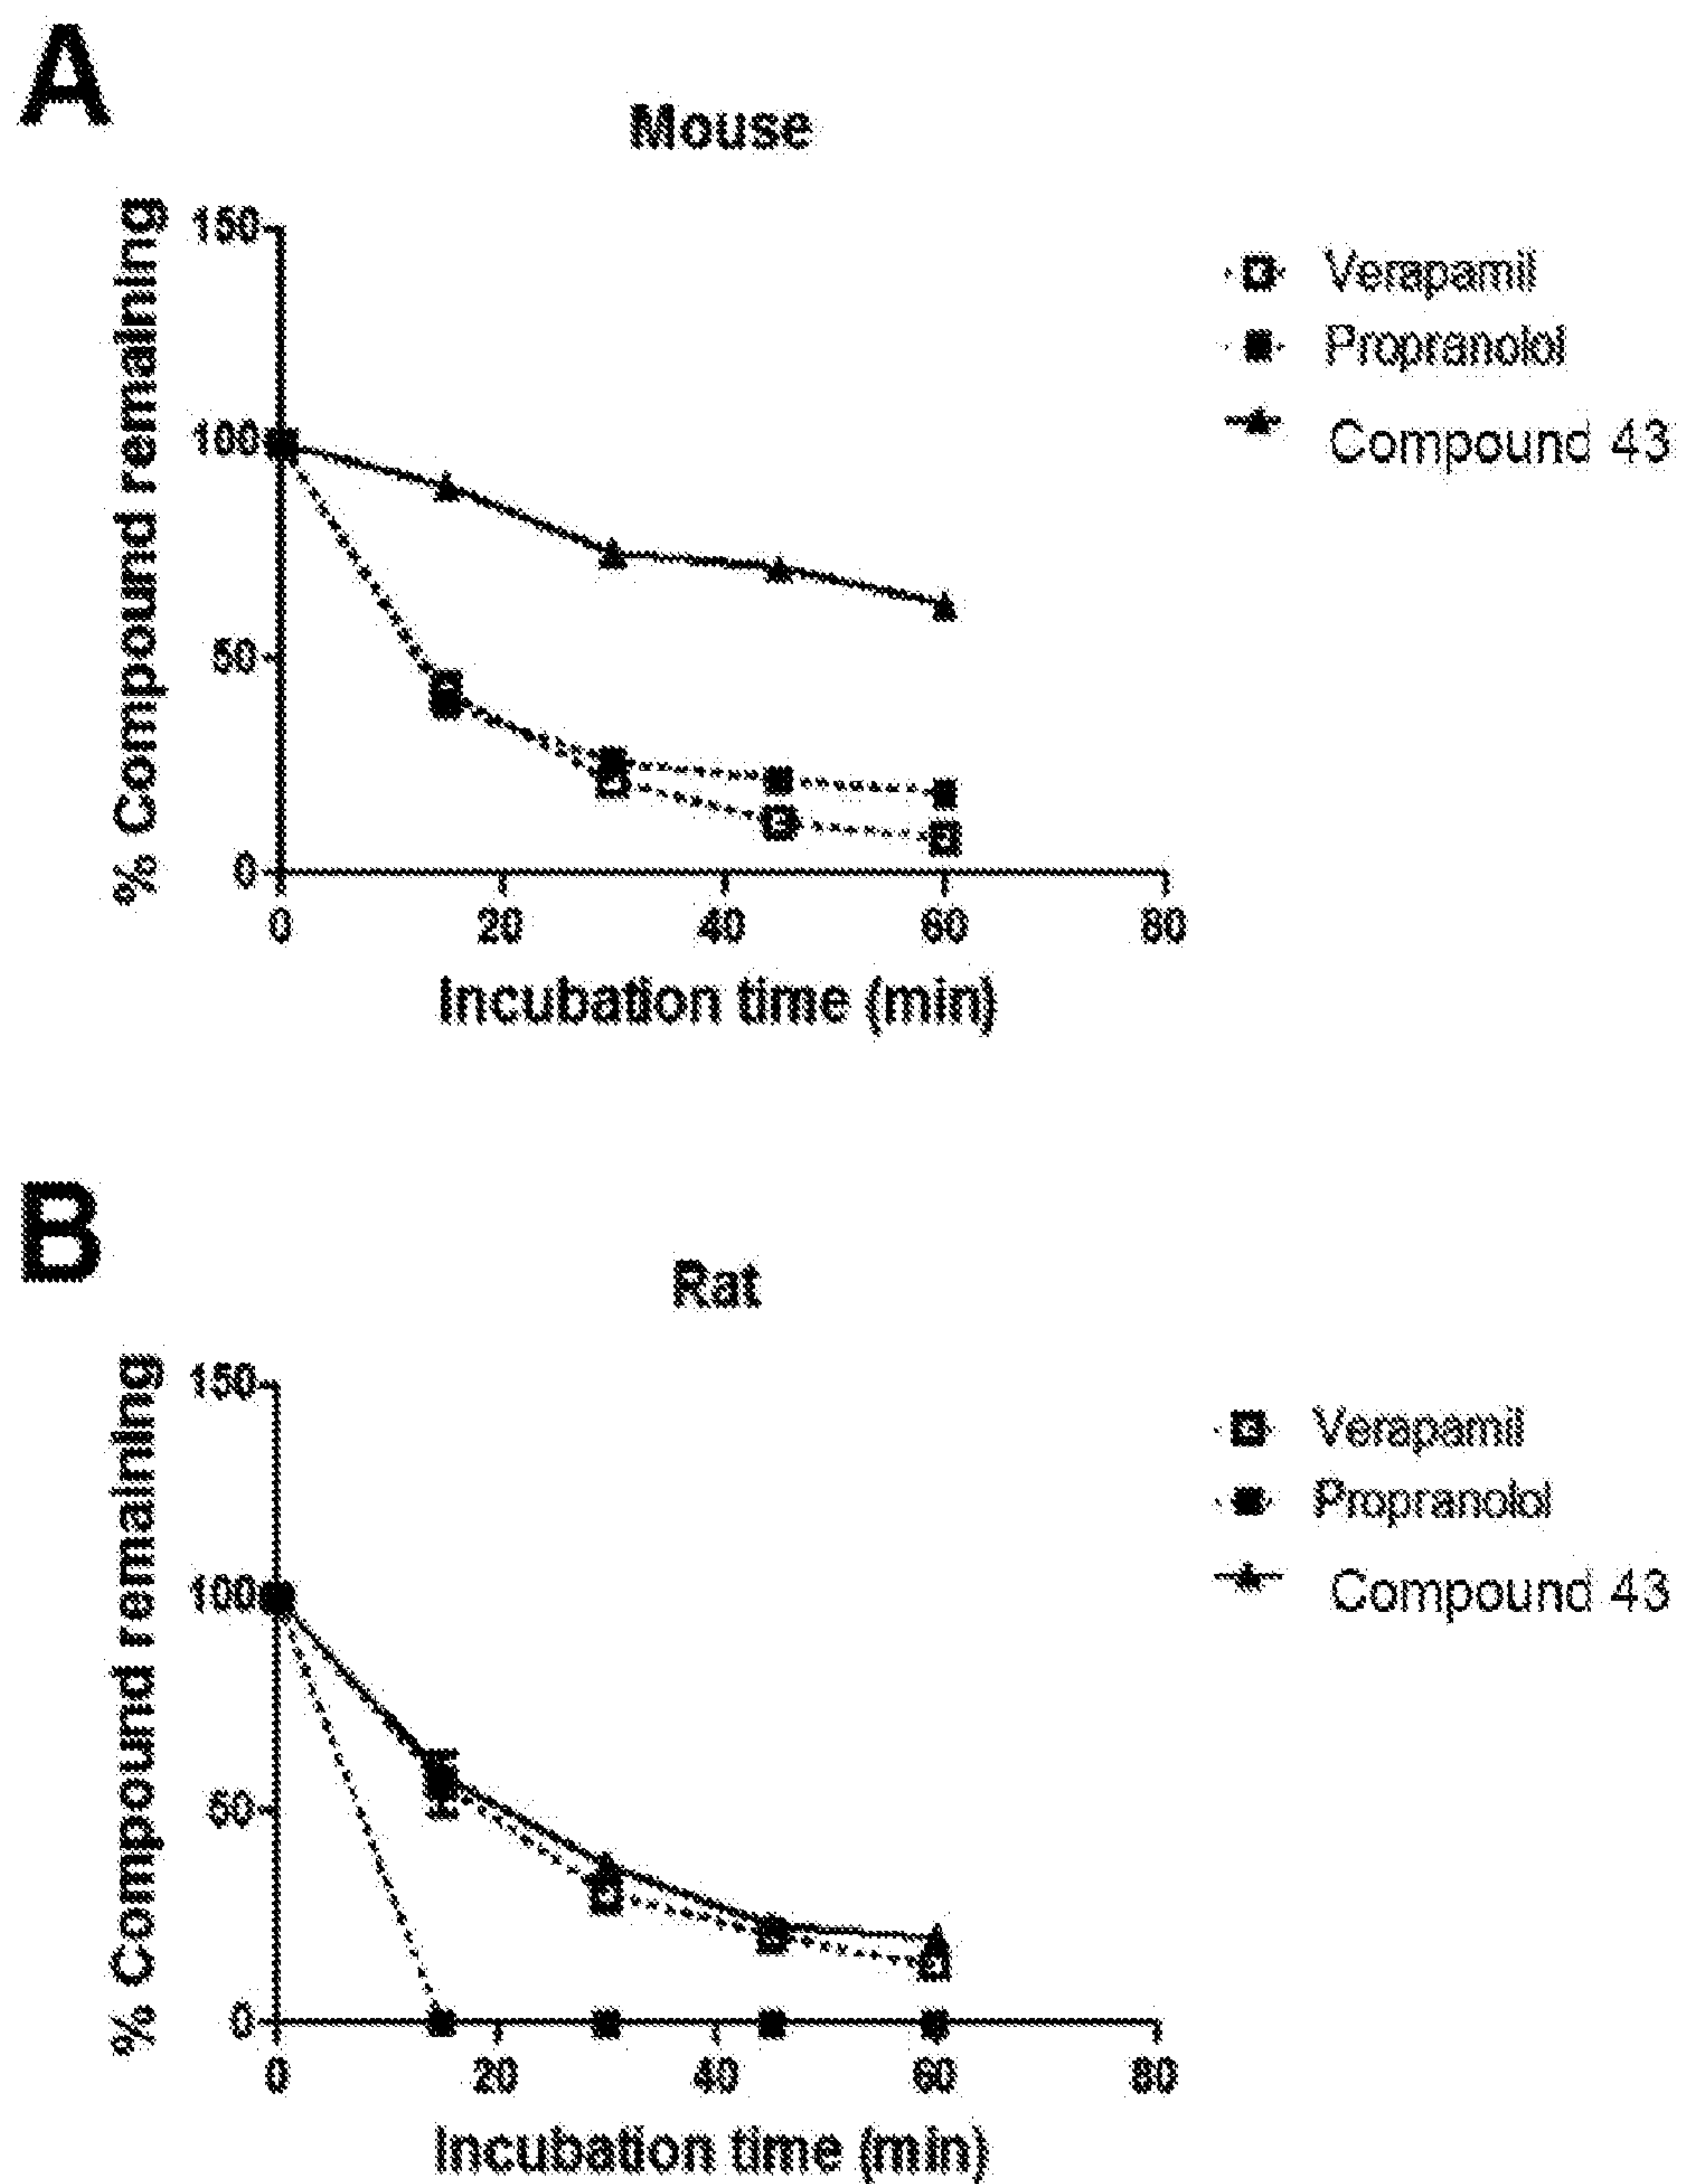 A
Mouse
% Compound remaining
150
100
50
0
0 20 40 60 80
Incubation time (min)
Verapamil
Propranolol
Compound 43
B
Rat
% Compound remaining
150
100
50
0
0 20 40 60 80
Incubation time (min)
Verapamil
Propranolol
Compound 43